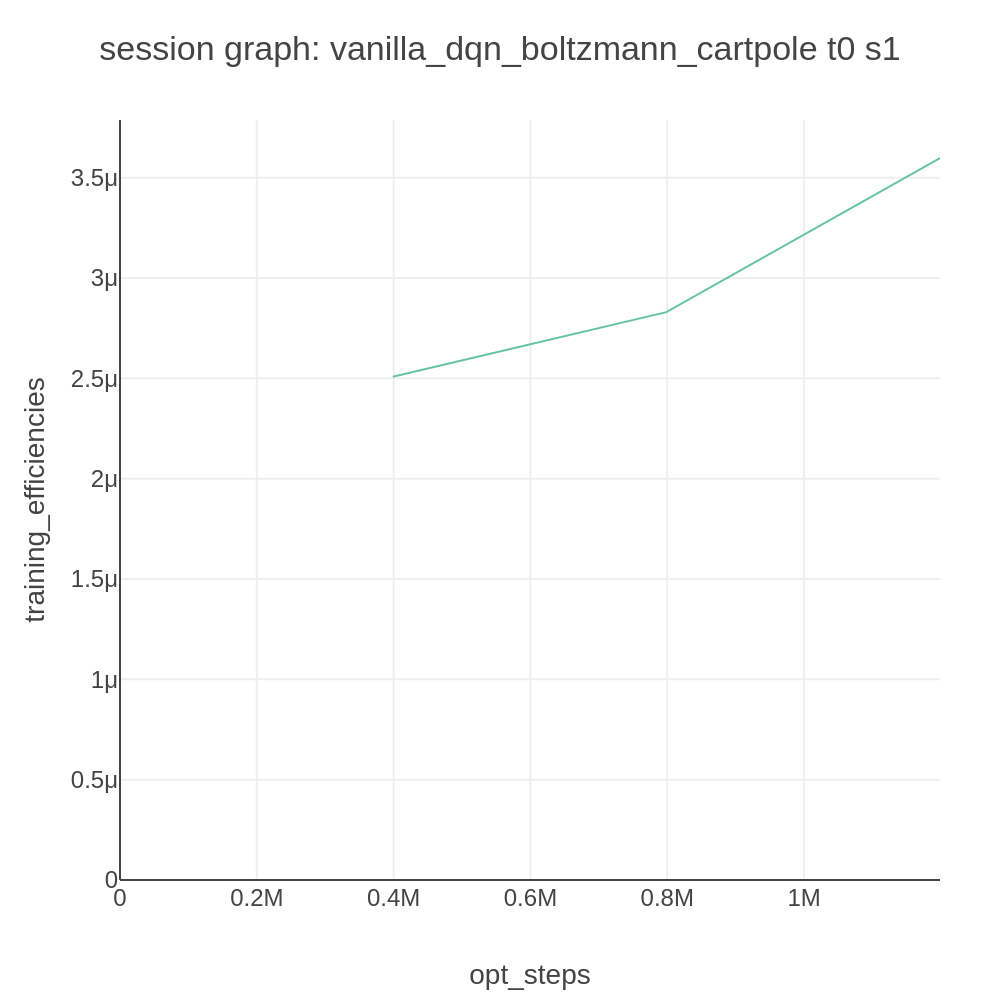 session graph: vanilla_dqn_boltzmann_cartpole t0 s1
3.5μ
3μ
2.5μ
2μ
1.5μ
1μ
0.5μ
0
training_efficiencies
0 0.2M 0.4M 0.6M 0.8M 1M
opt_steps